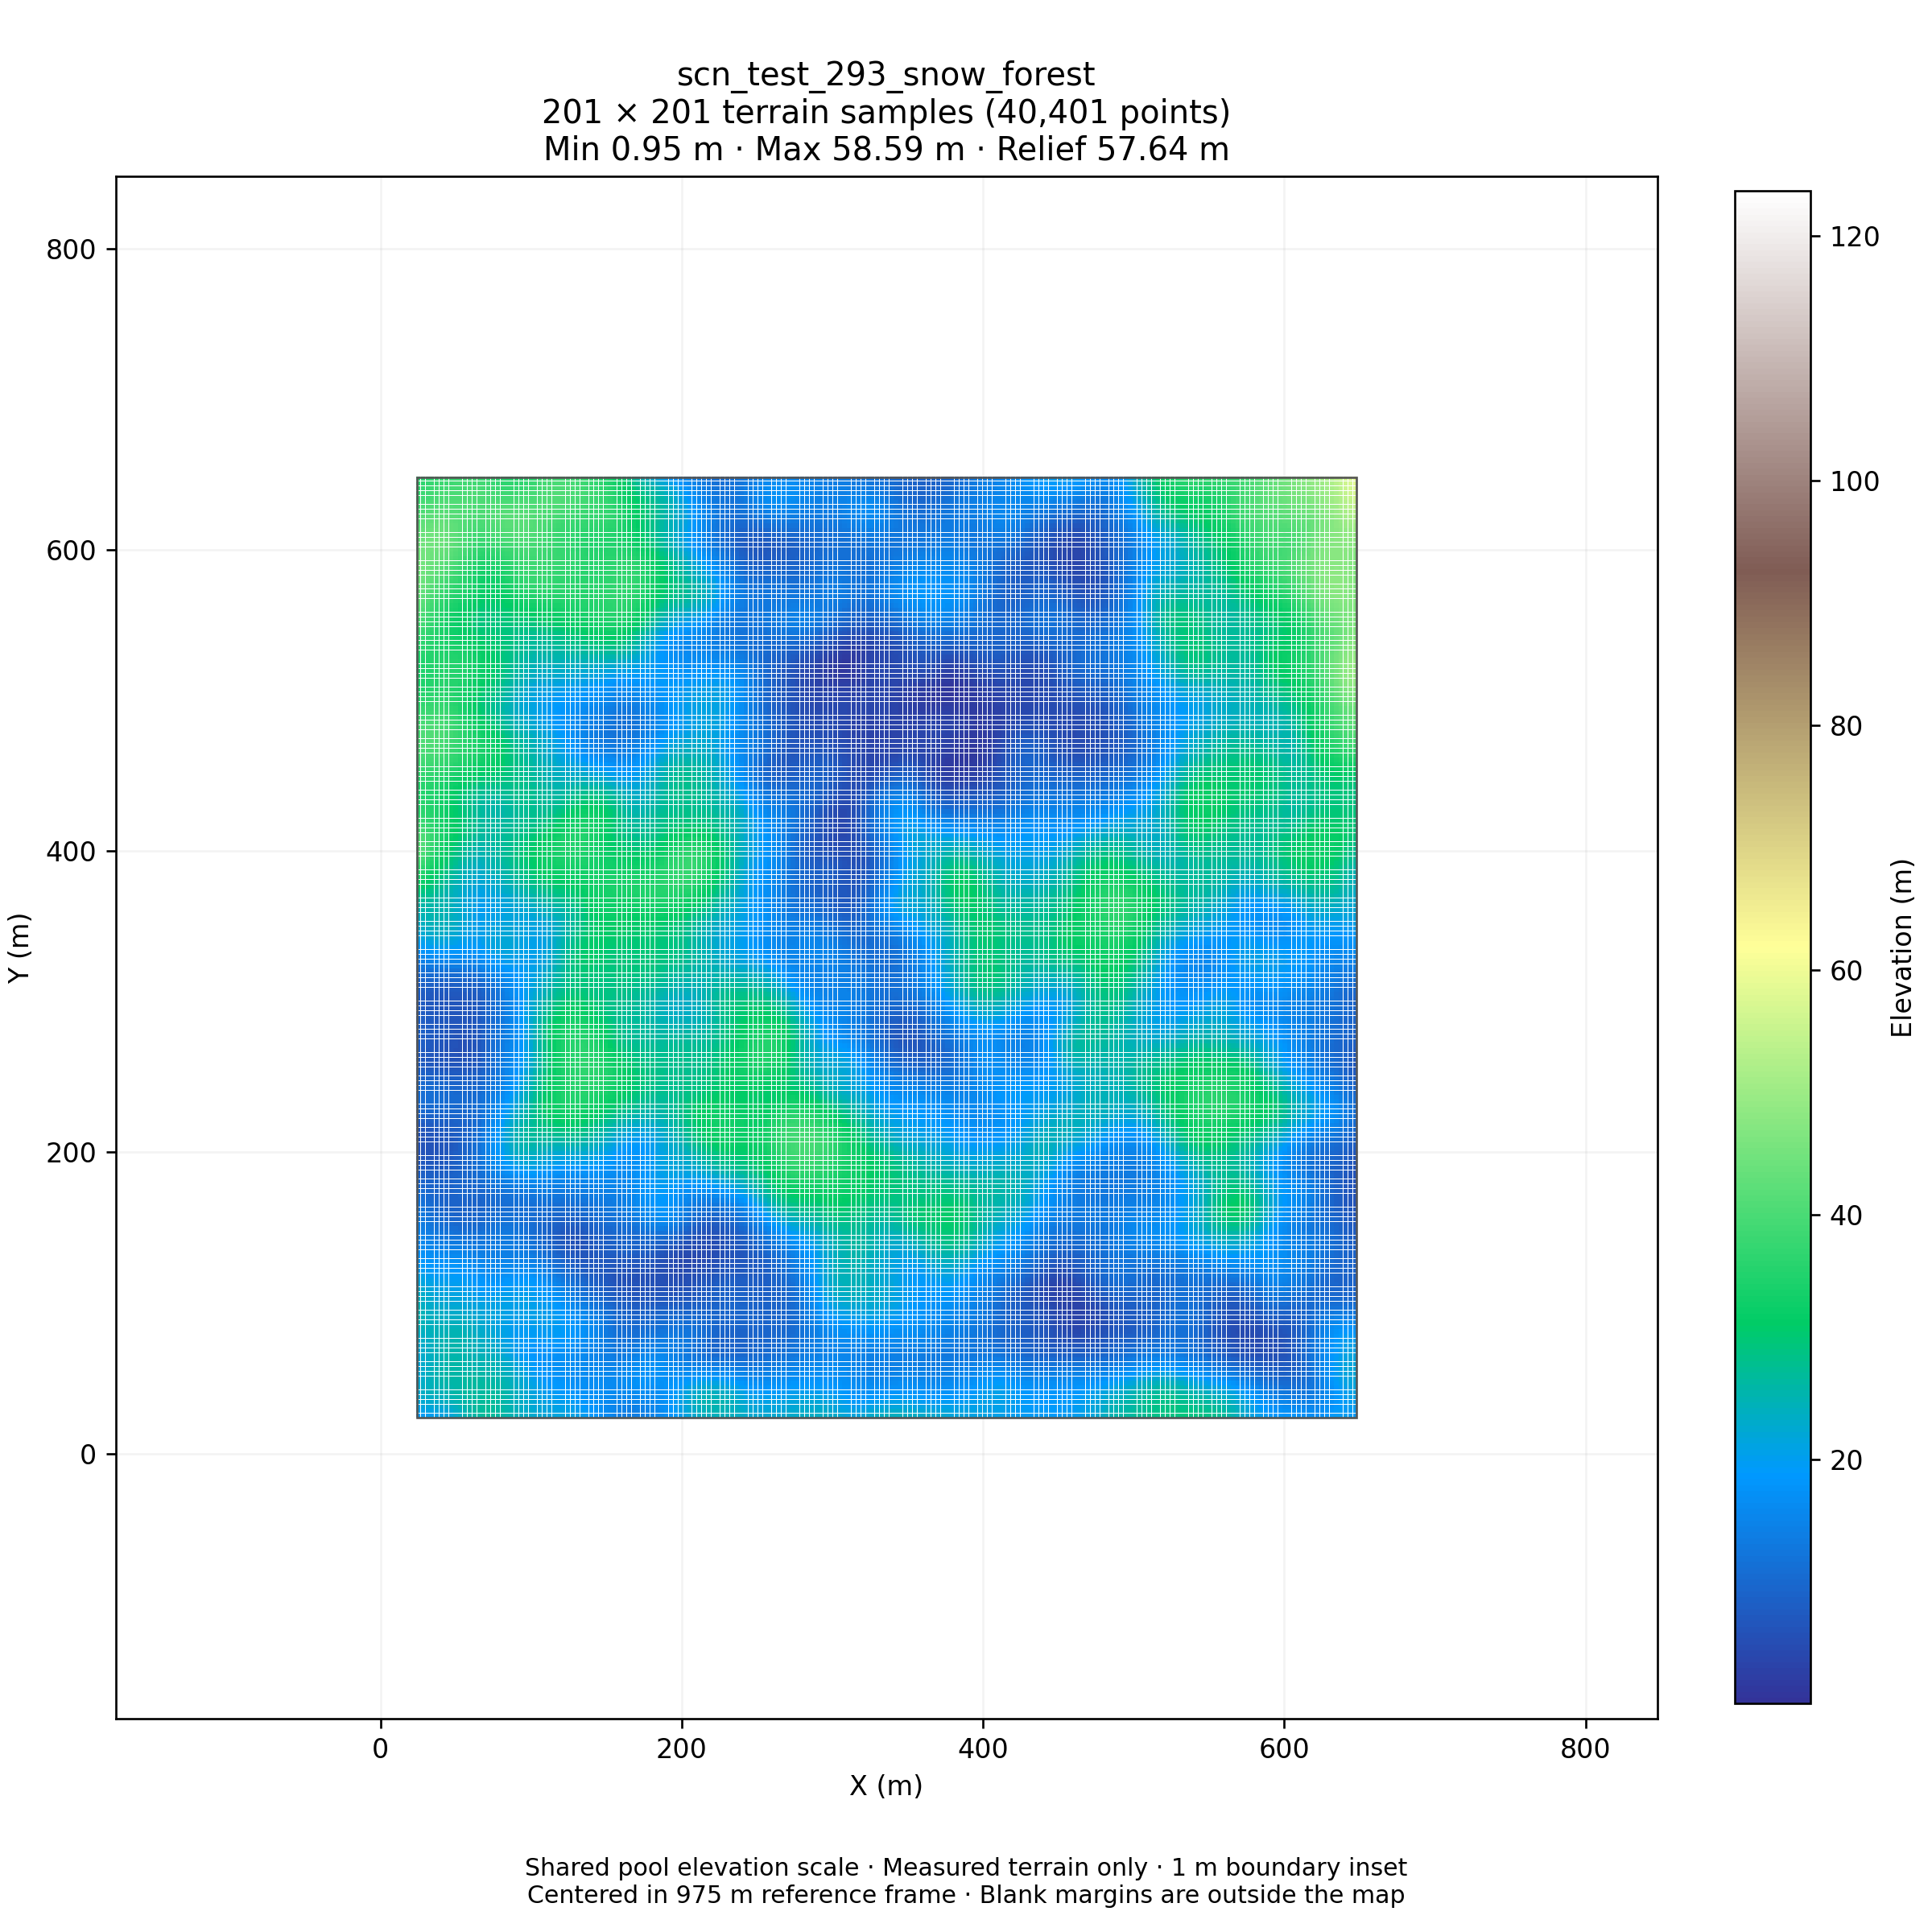 scn_test_293_snow_forest
201 × 201 terrain samples (40,401 points)
Min 0.95 m · Max 58.59 m · Relief 57.64 m
800
600
400
200
0
Y (m)
0
200
400
600
800
X (m)
120
100
80
60
40
20
Elevation (m)
Shared pool elevation scale · Measured terrain only · 1 m boundary inset
Centered in 975 m reference frame · Blank margins are outside the map